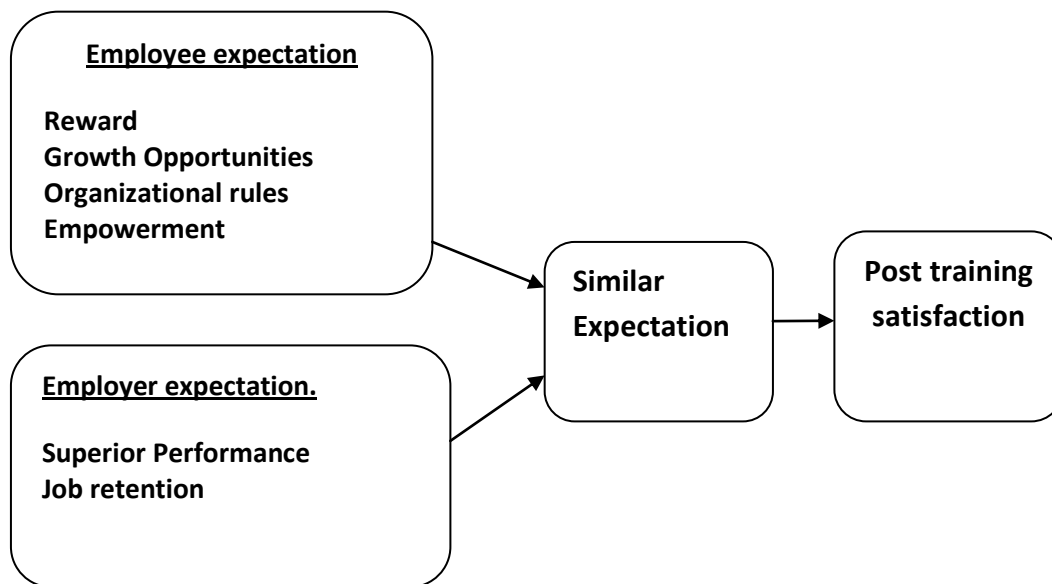 Employee expectation
Reward
Growth Opportunities
Organizational rules
Empowerment
Employer expectation.
Superior Performance
Job retention
Similar
Expectation
Post training
satisfaction